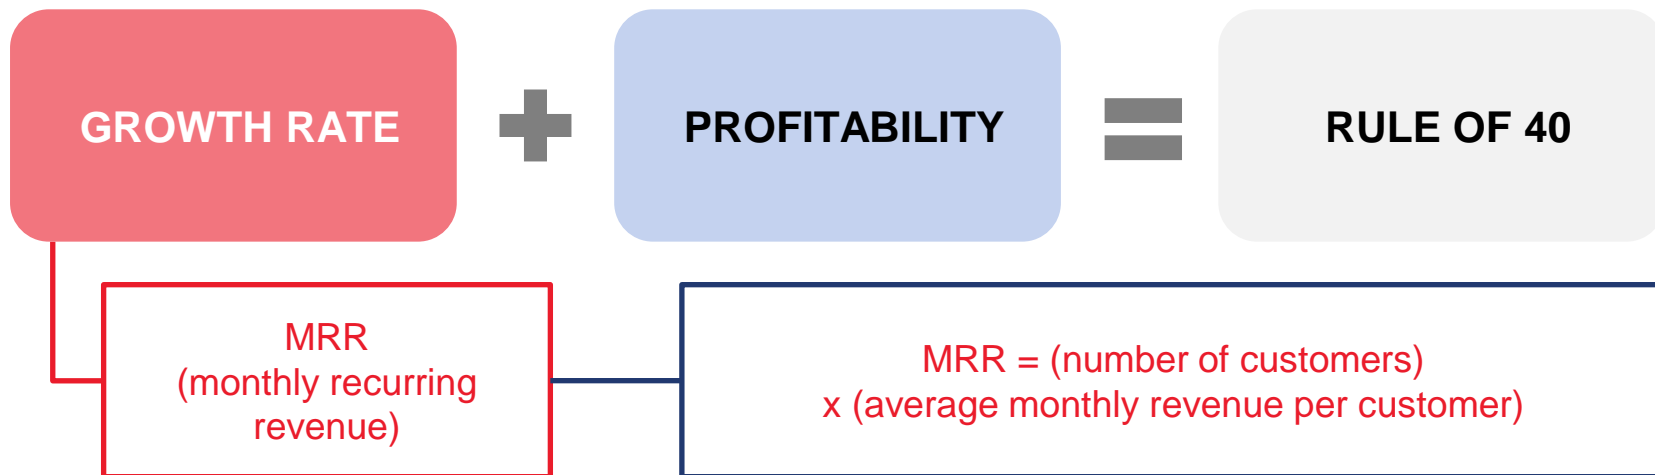 GROWTH RATE
PROFITABILITY
RULE OF 40
MRR
(monthly recurring
revenue)
MRR = (number of customers)
x (average monthly revenue per customer)